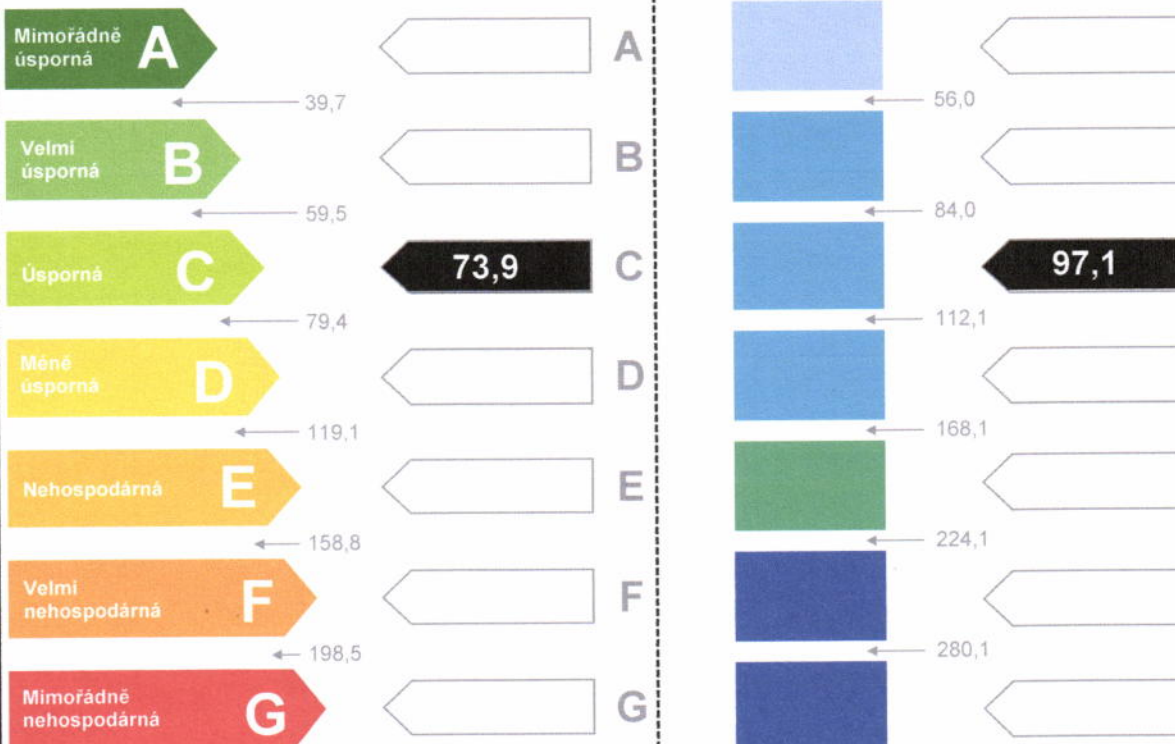 Mimořádně
úsporná
A
A
39,7
56,0
Velmi
úsporná
B
B
59,5
84,0
Úsporná
C
73,9
C
97,1
79,4
112,1
Méně
úsporná
D
D
119,1
168,1
Nehospodárná
E
E
158,8
224,1
Velmi
nehospodárná
F
F
198,5
280,1
Mimořádně
nehospodárná
G
G